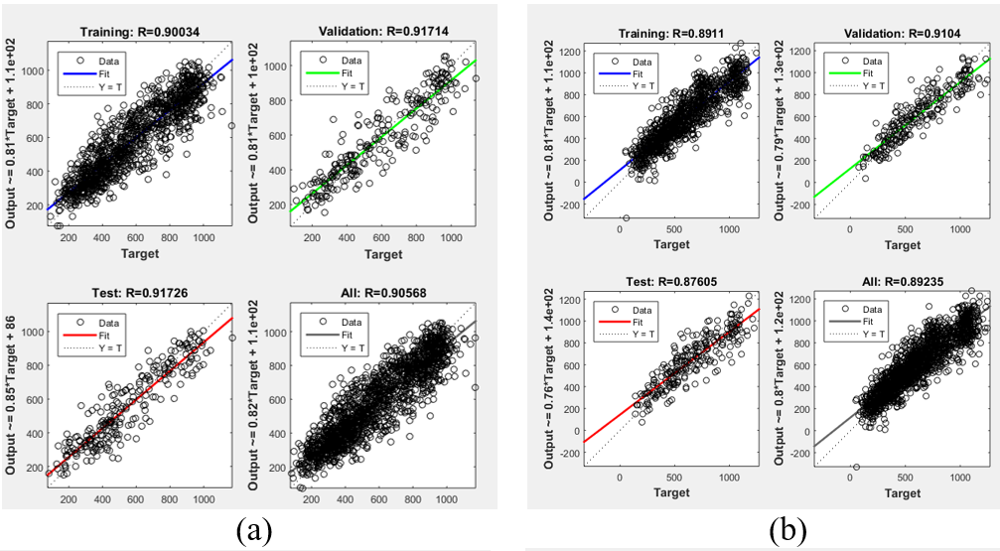 Training: R=0.90034
Output ~= 0.81*Target + 1.1e+02
Data
Fit
Y = T
1000
800
600
400
200
200 400 600 800 1000
Target
Validation: R=0.91714
Output ~= 0.81*Target + 1e+02
Data
Fit
Y = T
1000
800
600
400
200
200 400 600 800 1000
Target
Test: R=0.91726
Output ~= 0.85*Target + 86
Data
Fit
Y = T
1000
800
600
400
200
200 400 600 800 1000
Target
All: R=0.90568
Output ~= 0.82*Target + 1.1e+02
Data
Fit
Y = T
1000
800
600
400
200
200 400 600 800 1000
Target
(a)
Training: R=0.8911
Output ~= 0.81*Target + 1.1e+02
Data
Fit
Y = T
1200
1000
800
600
400
200
0
-200
0 500 1000
Target
Validation: R=0.9104
Output ~= 0.79*Target + 1.3e+02
Data
Fit
Y = T
1200
1000
800
600
400
200
0
-200
0 500 1000
Target
Test: R=0.87605
Output ~= 0.76*Target + 1.4e+02
Data
Fit
Y = T
1200
1000
800
600
400
200
0
-200
0 500 1000
Target
All: R=0.89235
Output ~= 0.8*Target + 1.2e+02
Data
Fit
Y = T
1200
1000
800
600
400
200
0
-200
0 500 1000
Target
(b)